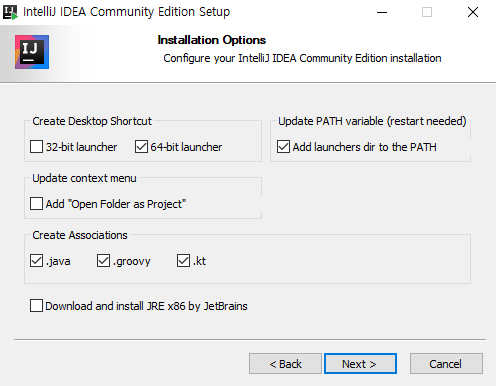 IntelliJ IDEA Community Edition Setup
IJ
Installation Options
Configure your IntelliJ IDEA Community Edition installation
Create Desktop Shortcut
32-bit launcher
64-bit launcher
Update PATH variable (restart needed)
Add launchers dir to the PATH
Update context menu
Add "Open Folder as Project"
Create Associations
.java
.groovy
.kt
Download and install JRE x86 by JetBrains
< Back
Next >
Cancel